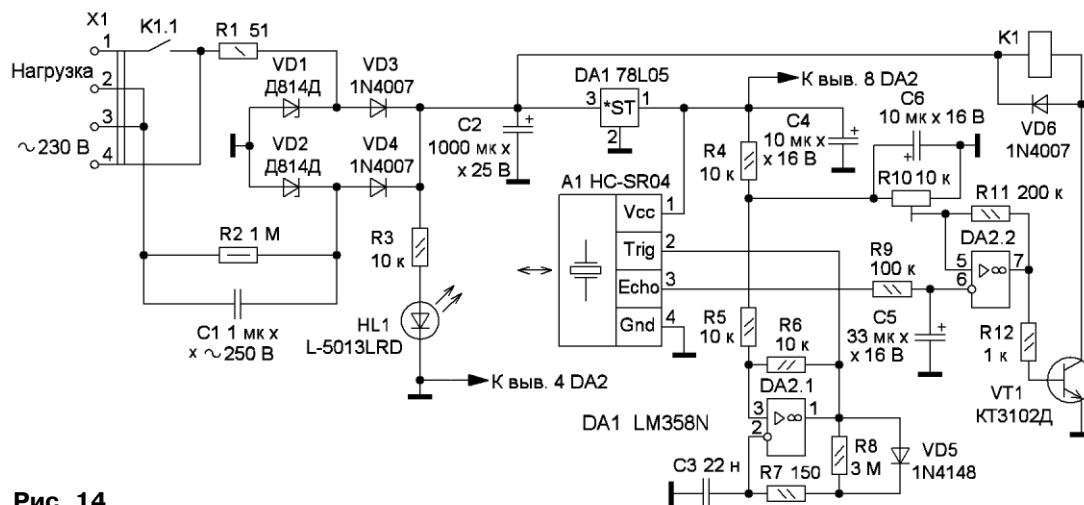 X1
K1.1
R1 51
1
2
3
4
Нагрузка
∼230 В
VD1
Д814Д
VD3
1N4007
VD2
Д814Д
VD4
1N4007
R2 1 М
C1 1 мк x
x ∼250 В
R3
10 к
HL1
L-5013LRD
К выв. 4 DA2
C2
1000 мк x
x 25 В
DA1 78L05
3
*ST
1
2
К выв. 8 DA2
R4
10 к
C4
10 мк x
x 16 В
C6
10 мк x 16 В
R10 10 к
K1
VD6
1N4007
A1 HC-SR04
Vcc
1
Trig
2
Echo
3
Gnd
4
R9
100 к
C5
33 мк x
x 16 В
R11 200 к
DA2.2
5
6
▷∞
7
R12
1 к
VT1
КТ3102Д
R5
10 к
R6
10 к
DA2.1
3
2
▷∞
1
DA1 LM358N
R8
3 М
VD5
1N4148
C3 22 н
R7 150
Рис. 14